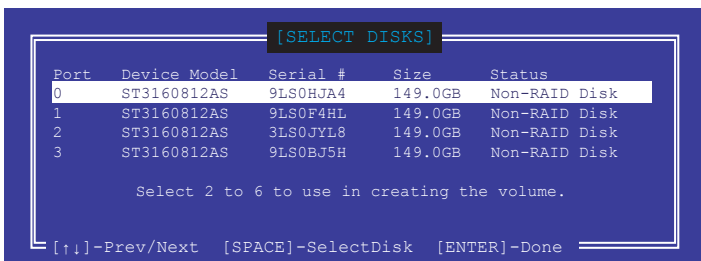 [SELECT DISKS]
Port Device Model Serial # Size Status
0 ST3160812AS 9LS0HJA4 149.0GB Non-RAID Disk
1 ST3160812AS 9LS0F4HL 149.0GB Non-RAID Disk
2 ST3160812AS 3LS0JYL8 149.0GB Non-RAID Disk
3 ST3160812AS 9LS0BJ5H 149.0GB Non-RAID Disk
Select 2 to 6 to use in creating the volume.
[↑↓]-Prev/Next [SPACE]-SelectDisk [ENTER]-Done